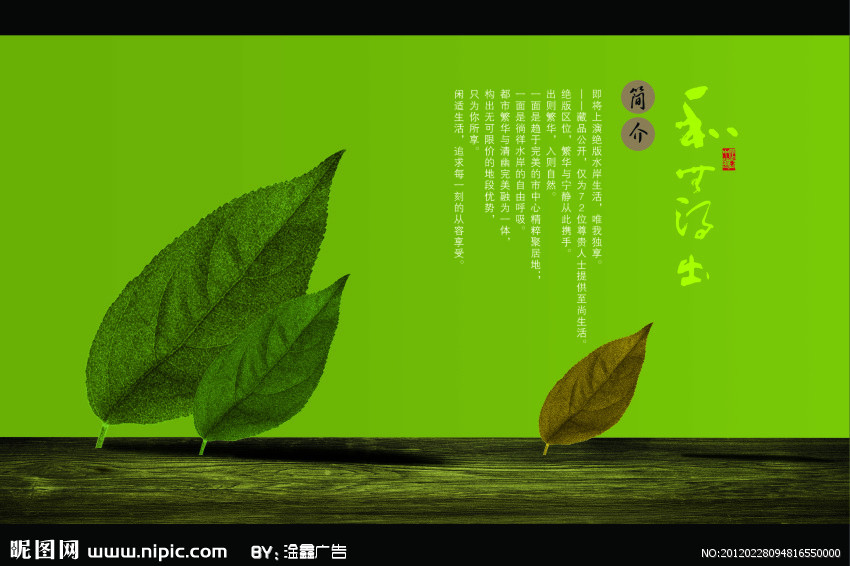 簡
介
即将上演绝版水岸生活，唯我独享。
——藏品公开，仅为72位尊贵人士提供至尚生活。
绝版区位，繁华与宁静从此携手。
出则繁华，入则自然。
一面是趋于完美的市中心精粹聚居地；
一面是徜徉水岸的自由呼吸。
都市繁华与清幽完美融为一体，
构出无可限价的地段优势，
只为你所享。
闲适生活，追求每一刻的从容享受。
昵图网 www.nipic.com
BY：淦鑫广告
NO:20120228094816550000